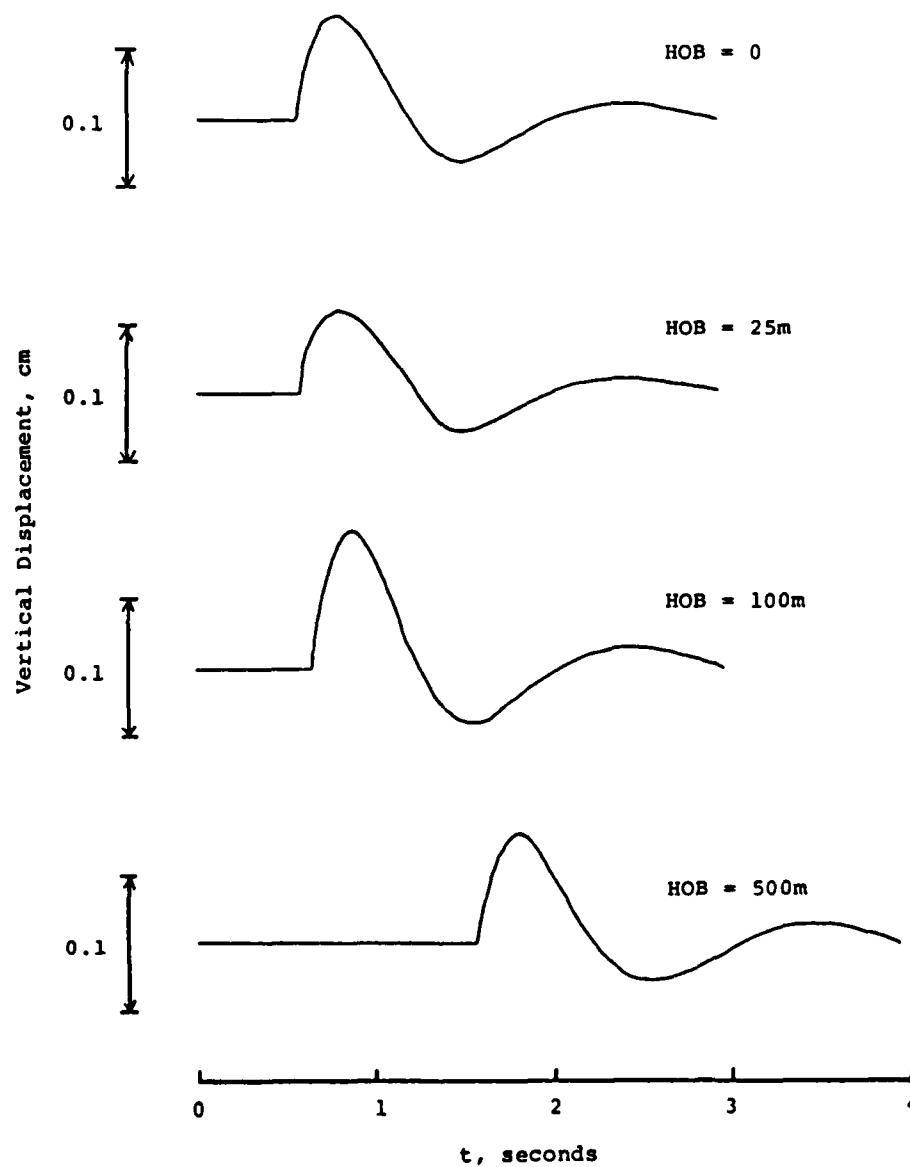 HOB = 0
0.1
HOB = 25m
0.1
Vertical Displacement, cm
HOB = 100m
0.1
HOB = 500m
0.1
0 1 2 3 4
t, seconds